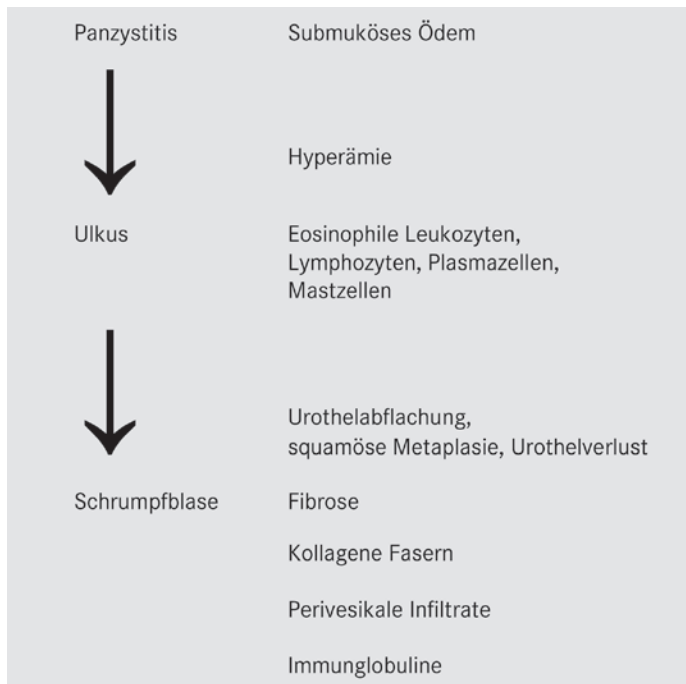 Panzystitis Submuköses Ödem
Hyperämie
Ulkus Eosinophile Leukozyten,
Lymphozyten, Plasmazellen,
Mastzellen
Urothelabflachung,
squamöse Metaplasie, Urothelverlust
Schrumpfblase Fibrose
Kollagene Fasern
Perivesikale Infiltrate
Immunglobuline